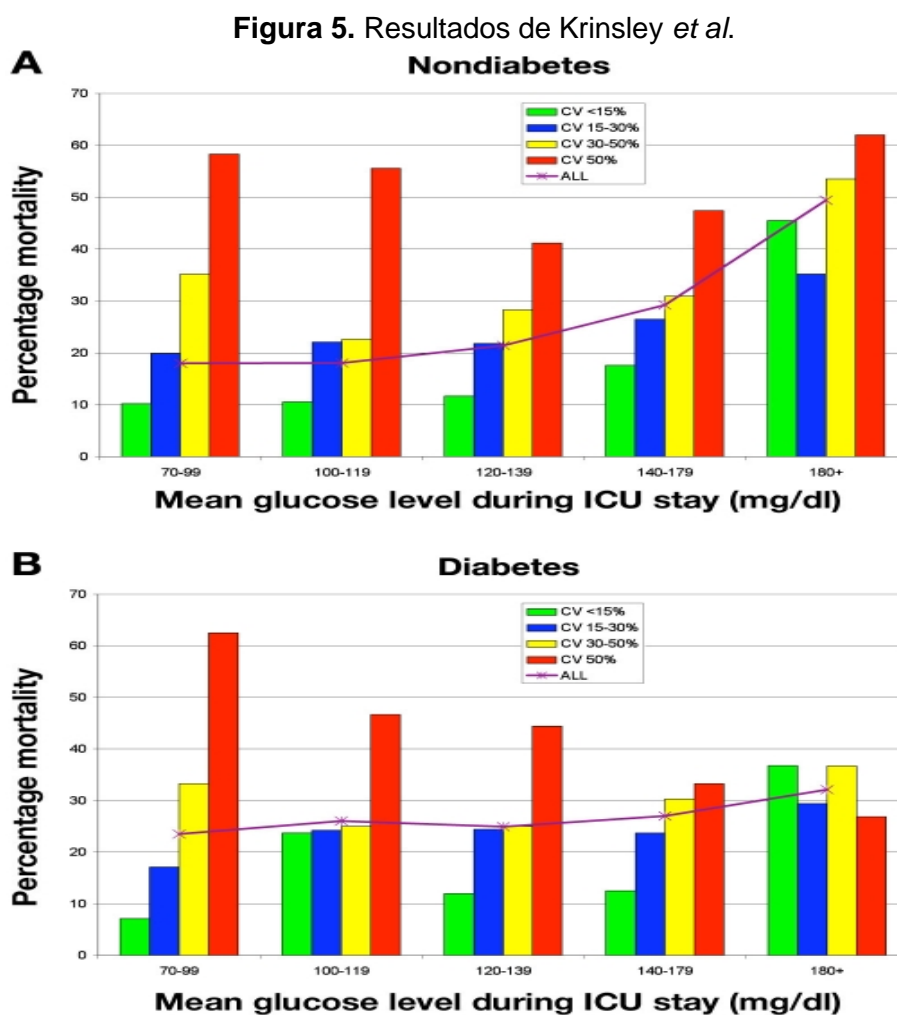 Figura 5. Resultados de Krinsley et al.
A
Nondiabetes
Percentage mortality
70
60
50
40
30
20
10
0
CV <15%
CV 15-30%
CV 30-50%
CV 50%
ALL
70-99 100-119 120-139 140-179 180+
Mean glucose level during ICU stay (mg/dl)
B
Diabetes
Percentage mortality
70
60
50
40
30
20
10
0
CV <15%
CV 15-30%
CV 30-50%
CV 50%
ALL
70-99 100-119 120-139 140-179 180+
Mean glucose level during ICU stay (mg/dl)